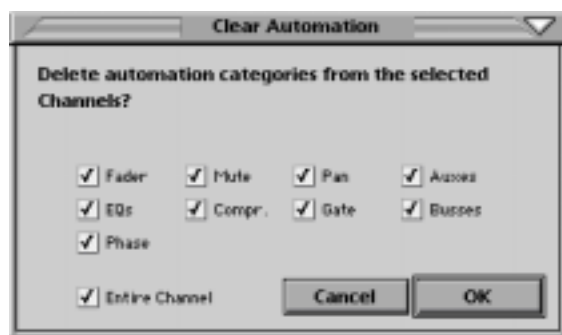 Clear Automation
Delete automation categories from the selected
Channels?
Fader Mute Pan Auxes
EQs Compr. Gate Busses
Phase
Entire Channel Cancel OK